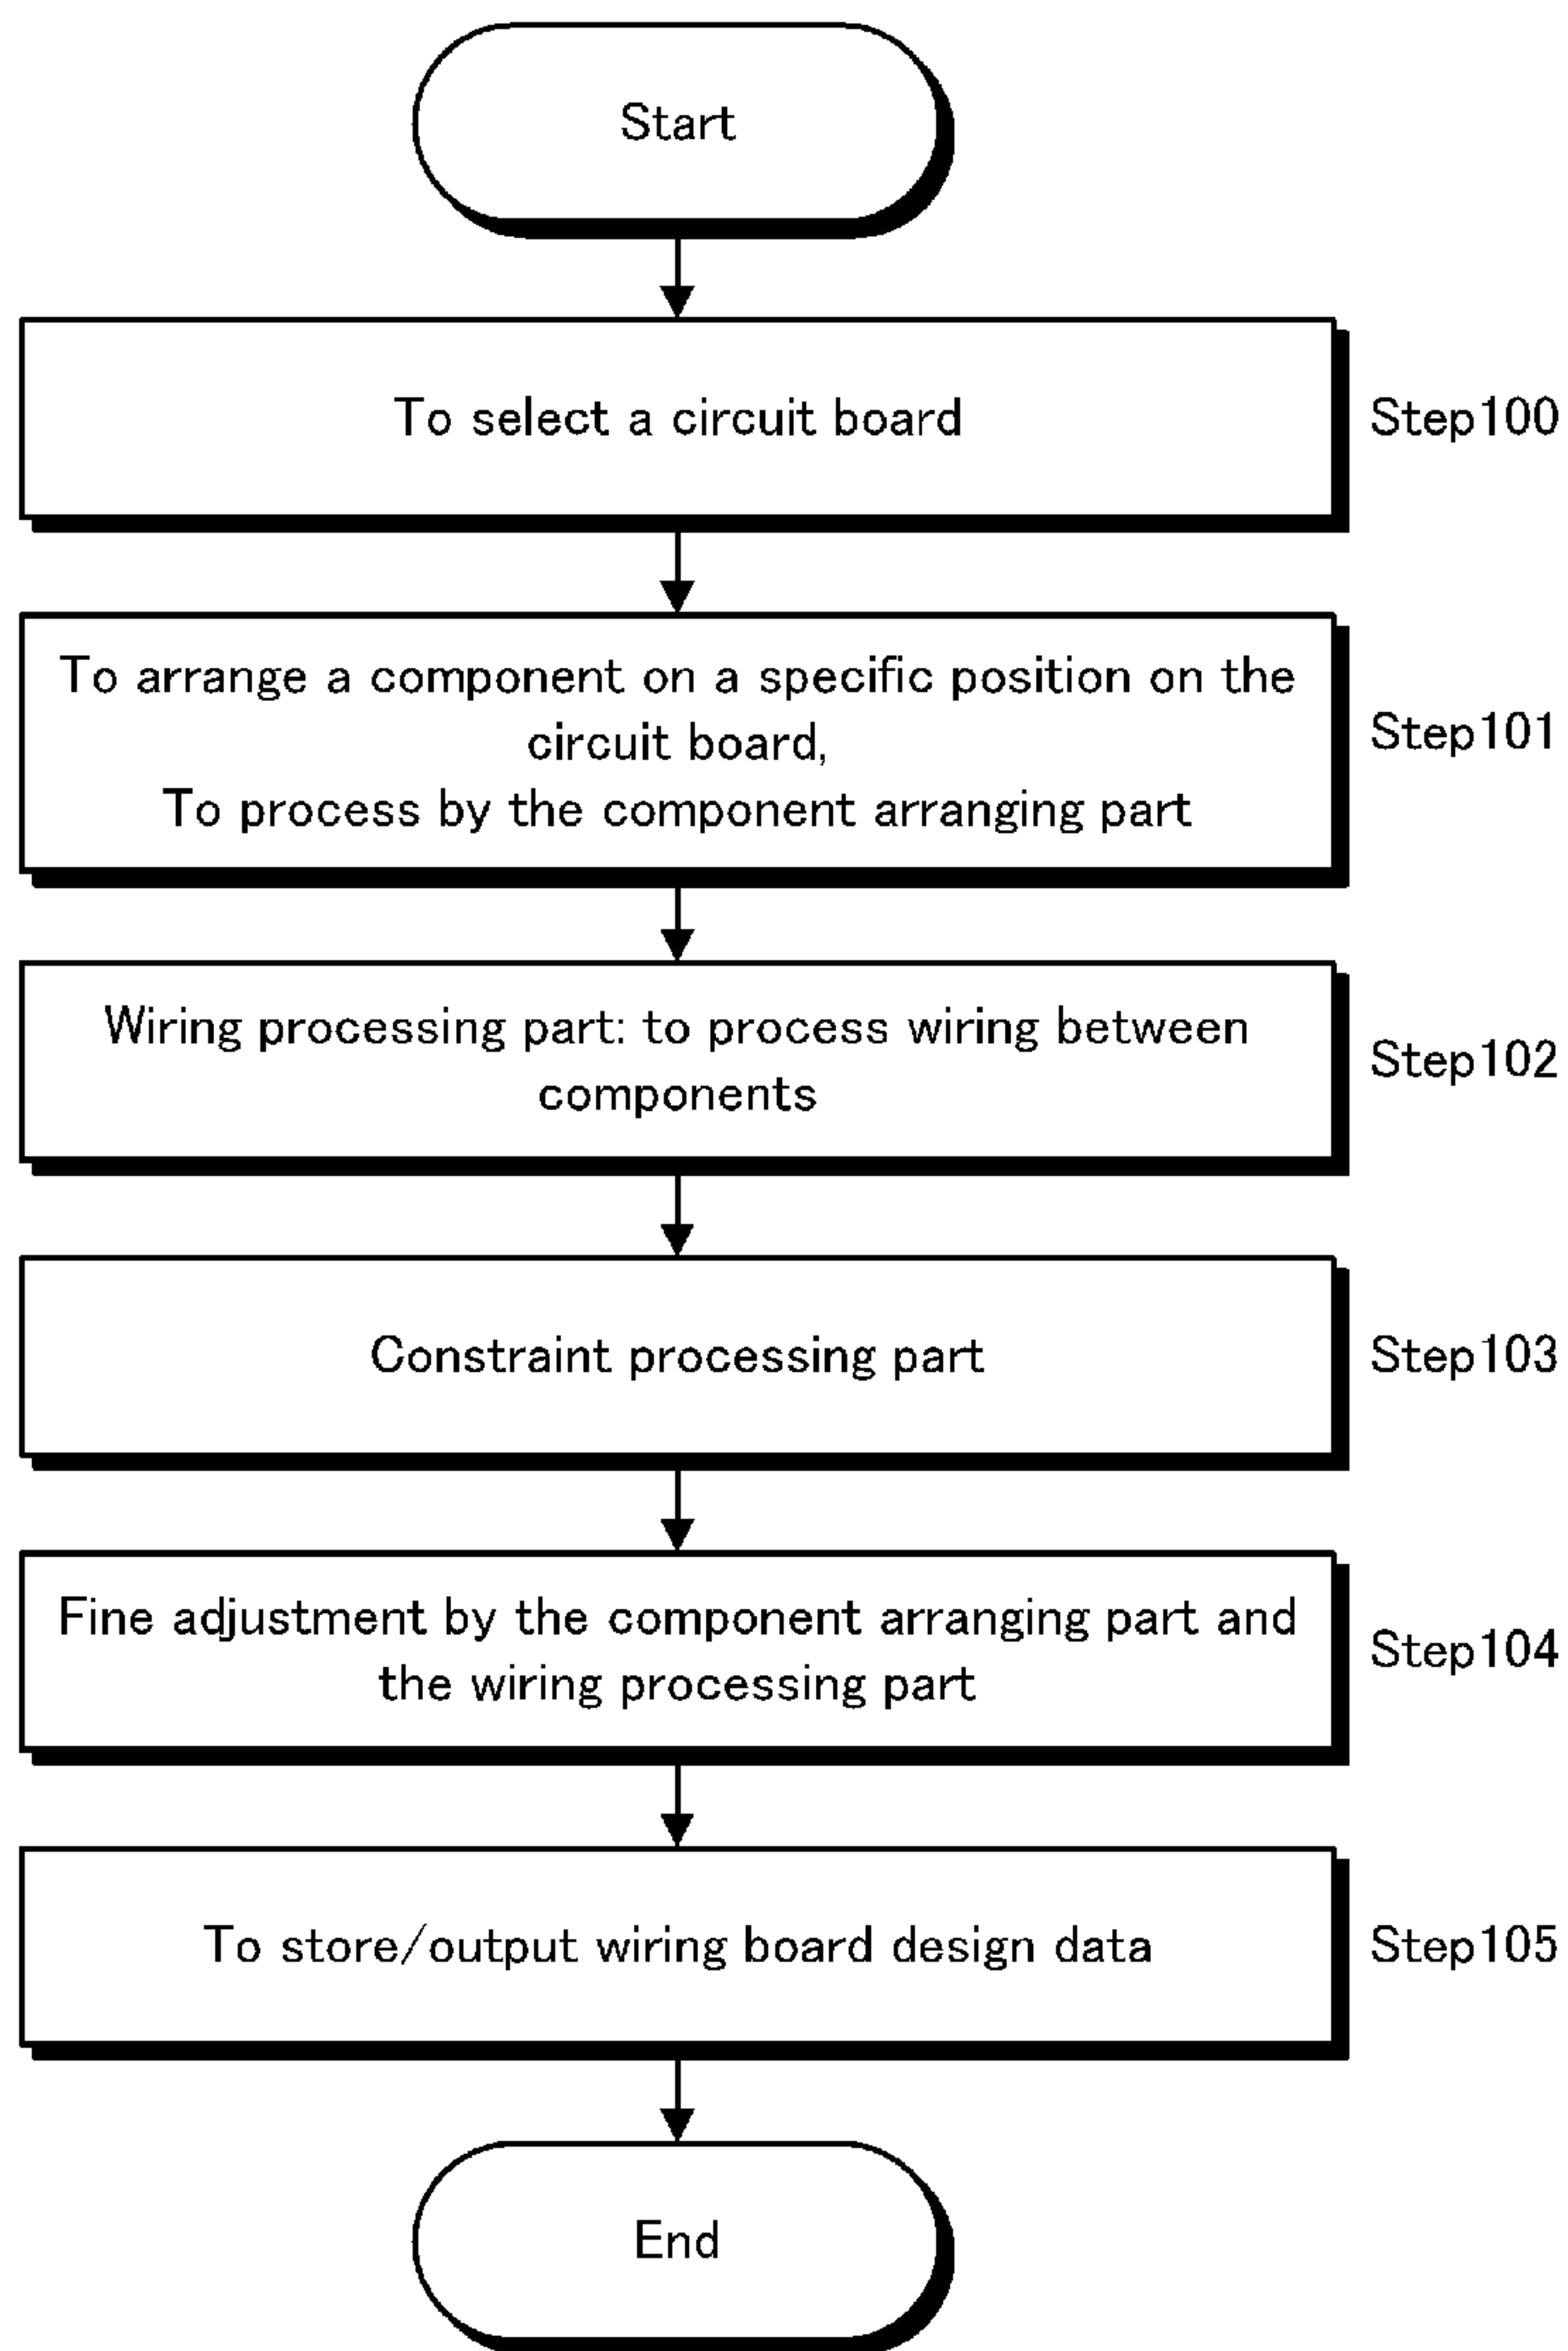 Start
To select a circuit board
Step100
To arrange a component on a specific position on the
circuit board,
To process by the component arranging part
Step101
Wiring processing part: to process wiring between
components
Step102
Constraint processing part
Step103
Fine adjustment by the component arranging part and
the wiring processing part
Step104
To store/output wiring board design data
Step105
End